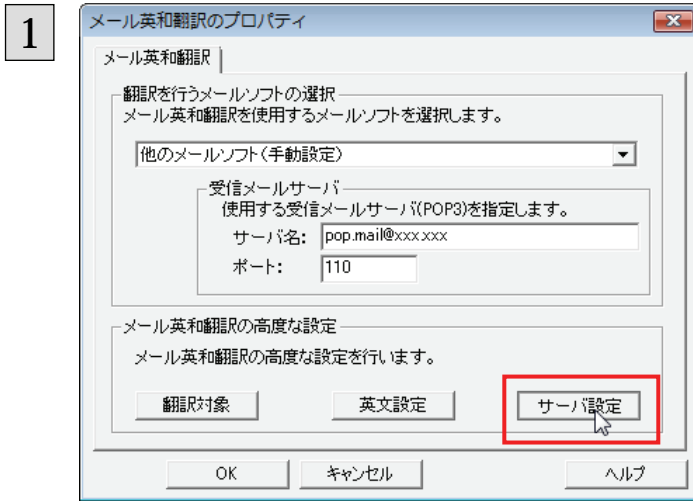 1
メール英和翻訳のプロパティ
メール英和翻訳
翻訳を行うメールソフトの選択
メール英和翻訳を使用するメールソフトを選択します。
他のメールソフト(手動設定)
受信メールサーバ
使用する受信メールサーバ(POP3)を指定します。
サーバ名: pop.mail@xxx.xxx
ポート: 110
メール英和翻訳の高度な設定
メール英和翻訳の高度な設定を行います。
翻訳対象 英文設定 サーバ設定
OK キャンセル ヘルプ